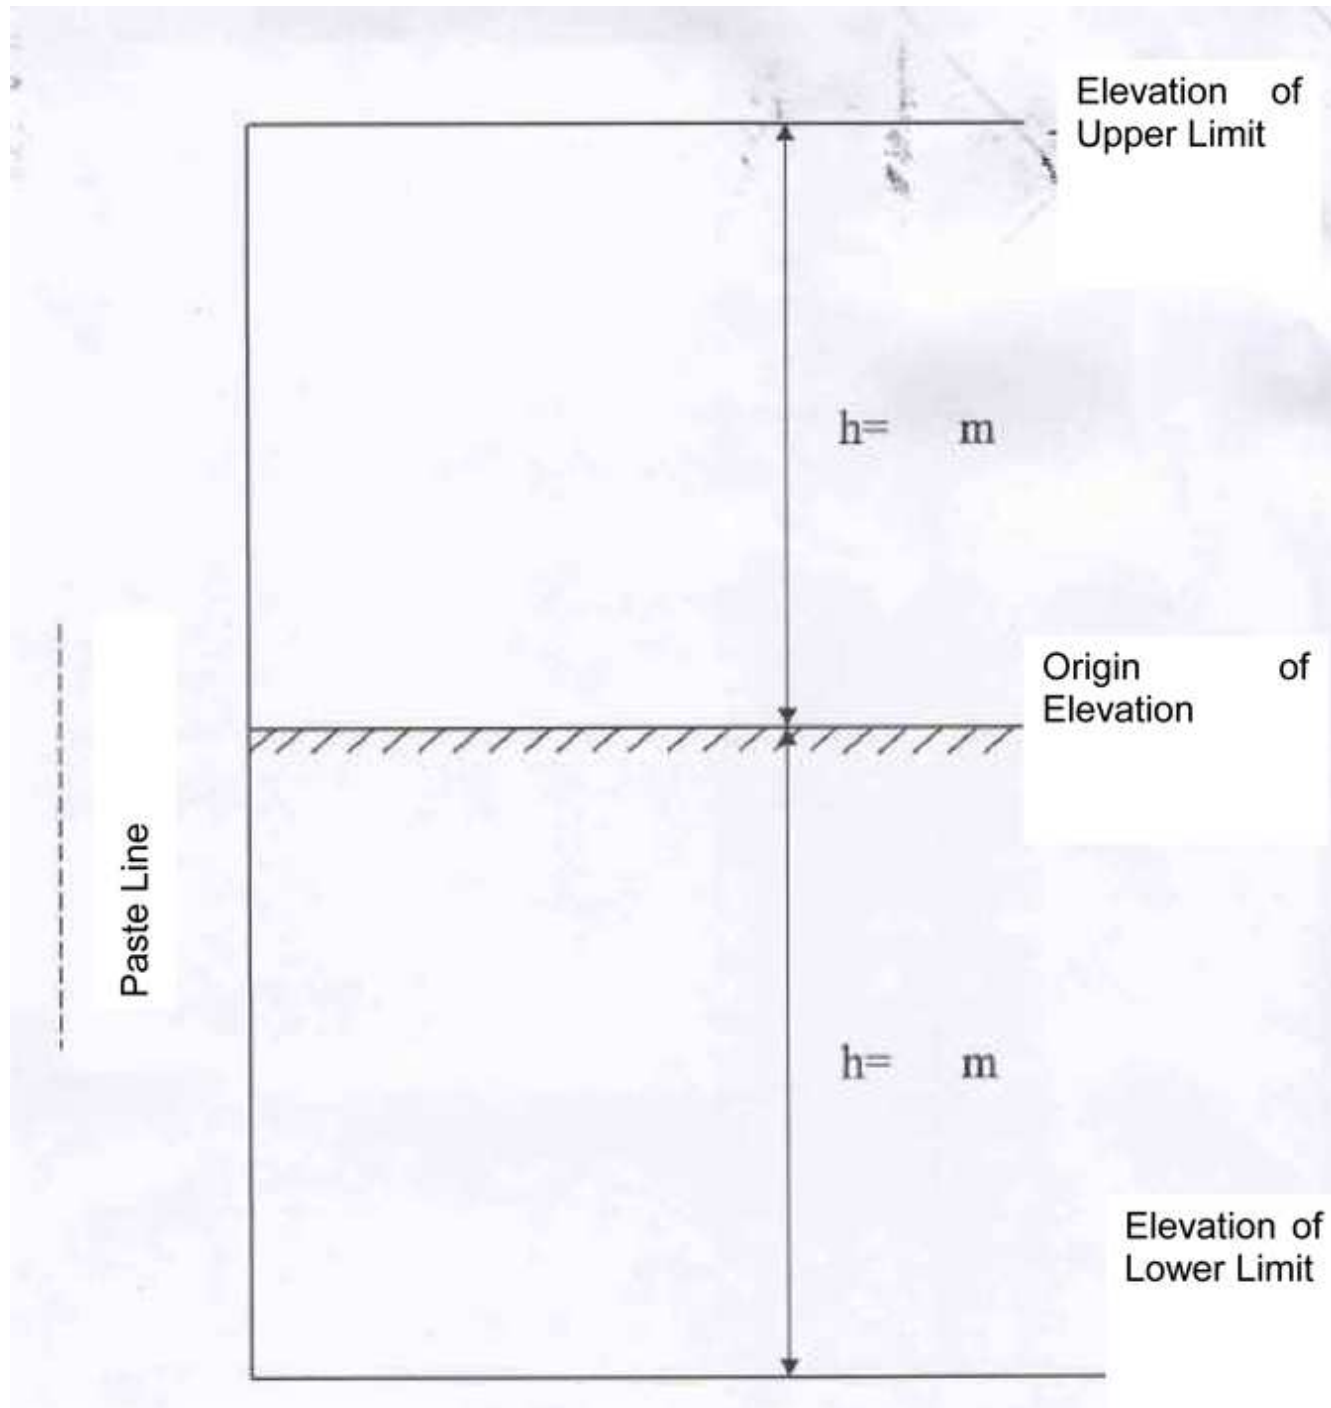 Elevation of
Upper Limit
h= m
Origin of
Elevation
Paste Line
h= m
Elevation of
Lower Limit